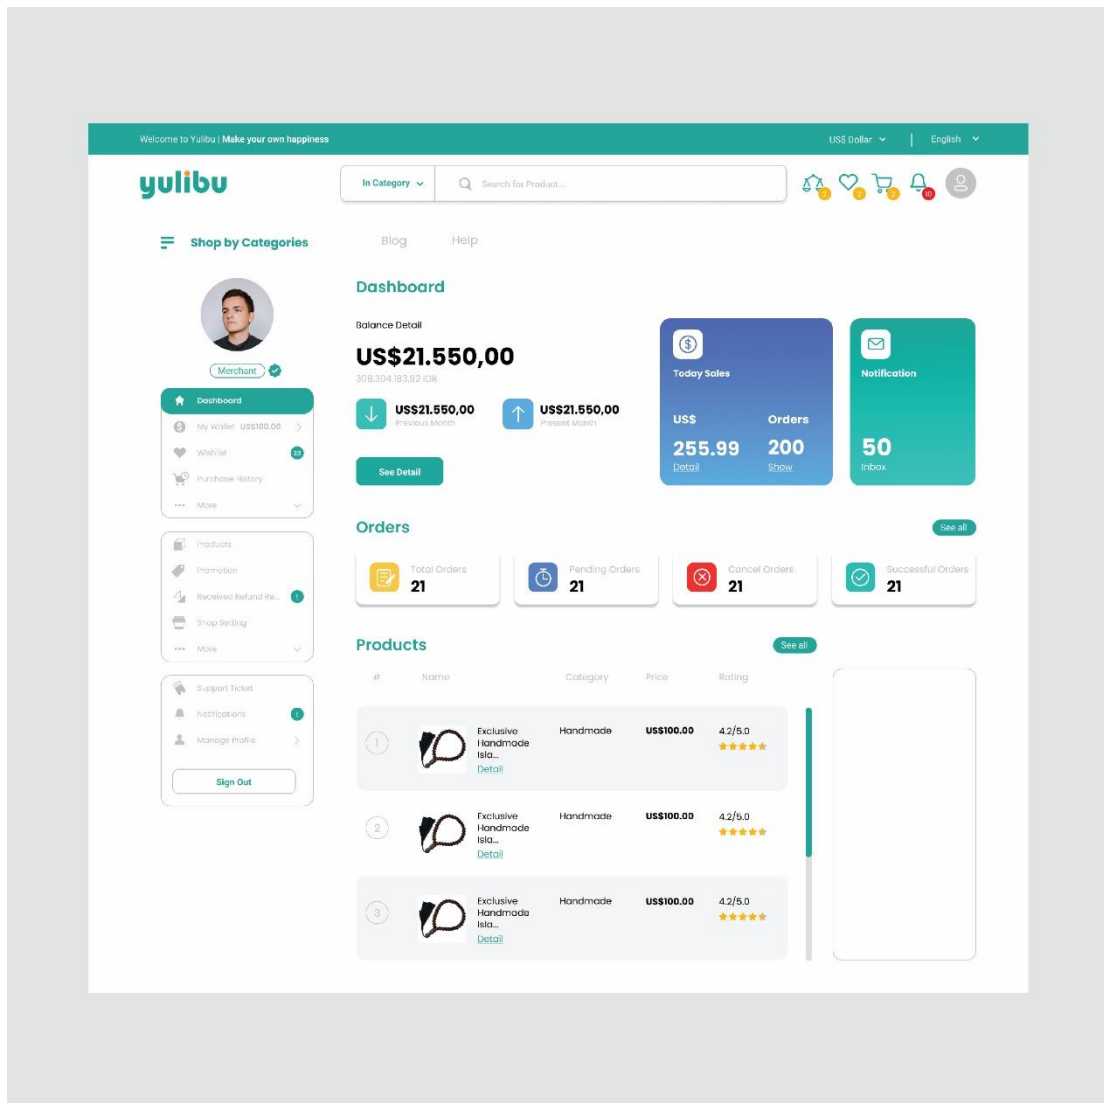 Welcome to Yulibu | Make your own happiness
US$ Dollar
English
yulibu
In Category
Search for Product...
2
2
2
10
Shop by Categories
Blog
Help
Merchant
Dashboard
My Wallet US$100.00
Wishlist 23
Purchase History
More
Products
Promotion
Received Refund Re... 1
Shop Setting
More
Support Ticket
Notifications 1
Manage Profile
Sign Out
Dashboard
Balance Detail
US$21.550,00
308,304,183,92 IDR
US$21.550,00
Previous Month
US$21.550,00
Present Month
See Detail
Today Sales
US$ Orders
255.99 200
Detail Show
Notification
50
Inbox
Orders
See all
Total Orders
21
Pending Orders
21
Cancel Orders
21
Successful Orders
21
Products
See all
# Name Category Price Rating
1
Exclusive
Handmade
Isla...
Detail
Handmade
US$100.00
4.2/5.0
2
Exclusive
Handmade
Isla...
Detail
Handmade
US$100.00
4.2/5.0
3
Exclusive
Handmade
Isla...
Detail
Handmade
US$100.00
4.2/5.0